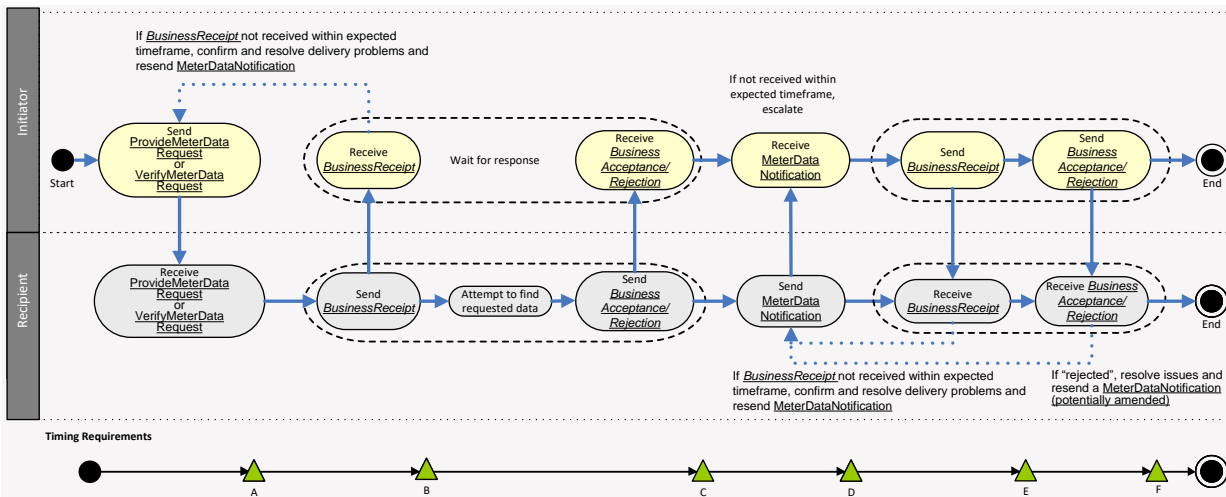 Initiator
If BusinessReceipt not received within expected
timeframe, confirm and resolve delivery problems and
resend MeterDataNotification
If not received within
expected timeframe,
escalate
Start
Send
ProvideMeterData
Request
or
VerifyMeterData
Request
Receive
BusinessReceipt
Wait for response
Receive
Business
Acceptance/
Rejection
Receive
MeterData
Notification
Send
BusinessReceipt
Send
Business
Acceptance/
Rejection
End
Recipient
Receive
ProvideMeterData
Request
or
VerifyMeterData
Request
Send
BusinessReceipt
Attempt to find
requested data
Send
Business
Acceptance/
Rejection
Send
MeterData
Notification
Receive
BusinessReceipt
Receive Business
Acceptance/
Rejection
End
If BusinessReceipt not received within expected
timeframe, confirm and resolve delivery problems and
resend MeterDataNotification
If “rejected”, resolve issues and
resend a MeterDataNotification
(potentially amended)
Timing Requirements
A
B
C
D
E
F